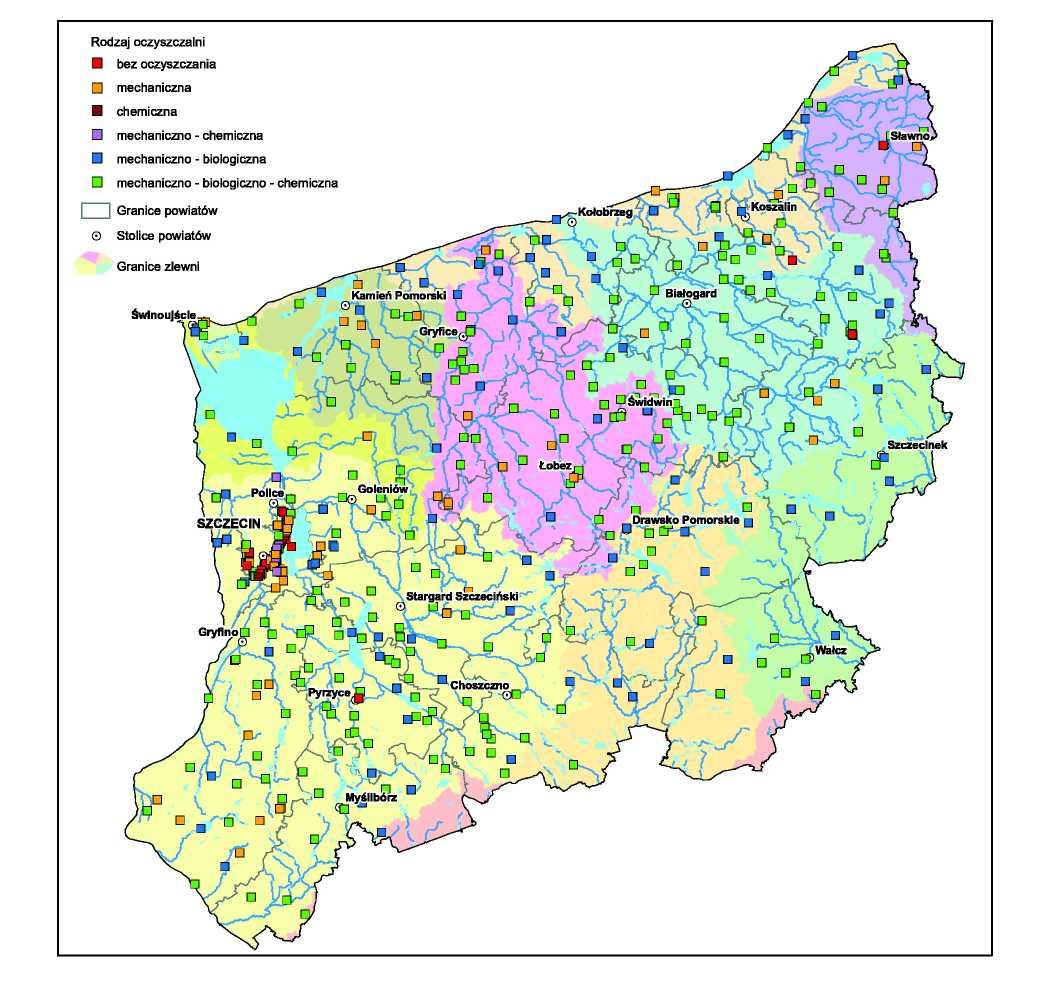 Rodzaj oczyszczalni
bez oczyszczania
mechaniczna
chemiczna
mechaniczno - chemiczna
mechaniczno - biologiczna
mechaniczno - biologiczno - chemiczna
Granice powiatów
Stolice powiatów
Granice zlewni
Sławno
Koszalin
Kołobrzeg
Białogard
Kamień Pomorski
Świnoujście
Gryfice
Świdwin
Szczecinek
Łobez
Goleniów
Police
SZCZECIN
Drawsko Pomorskie
Stargard Szczeciński
Gryfino
Wałcz
Choszczno
Pyrzyce
Myślibórz